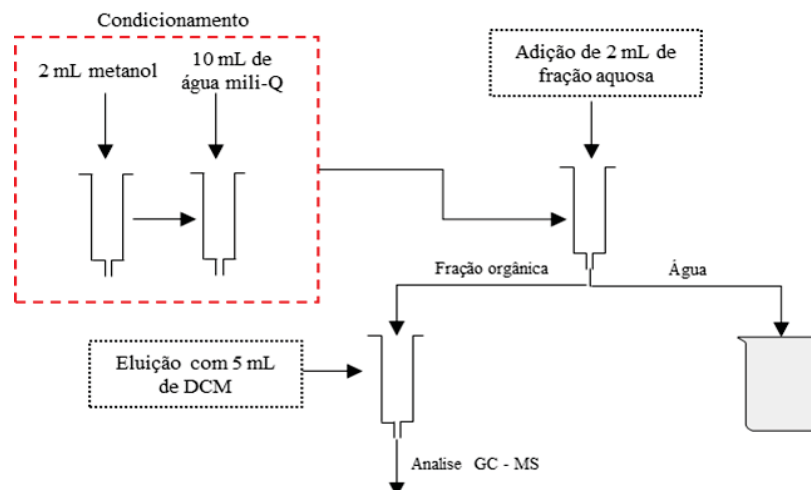 Condicionamento
2 mL metanol
10 mL de
água mili-Q
Adição de 2 mL de
fração aquosa
Fração orgânica
Água
Eluição com 5 mL
de DCM
Analise GC - MS